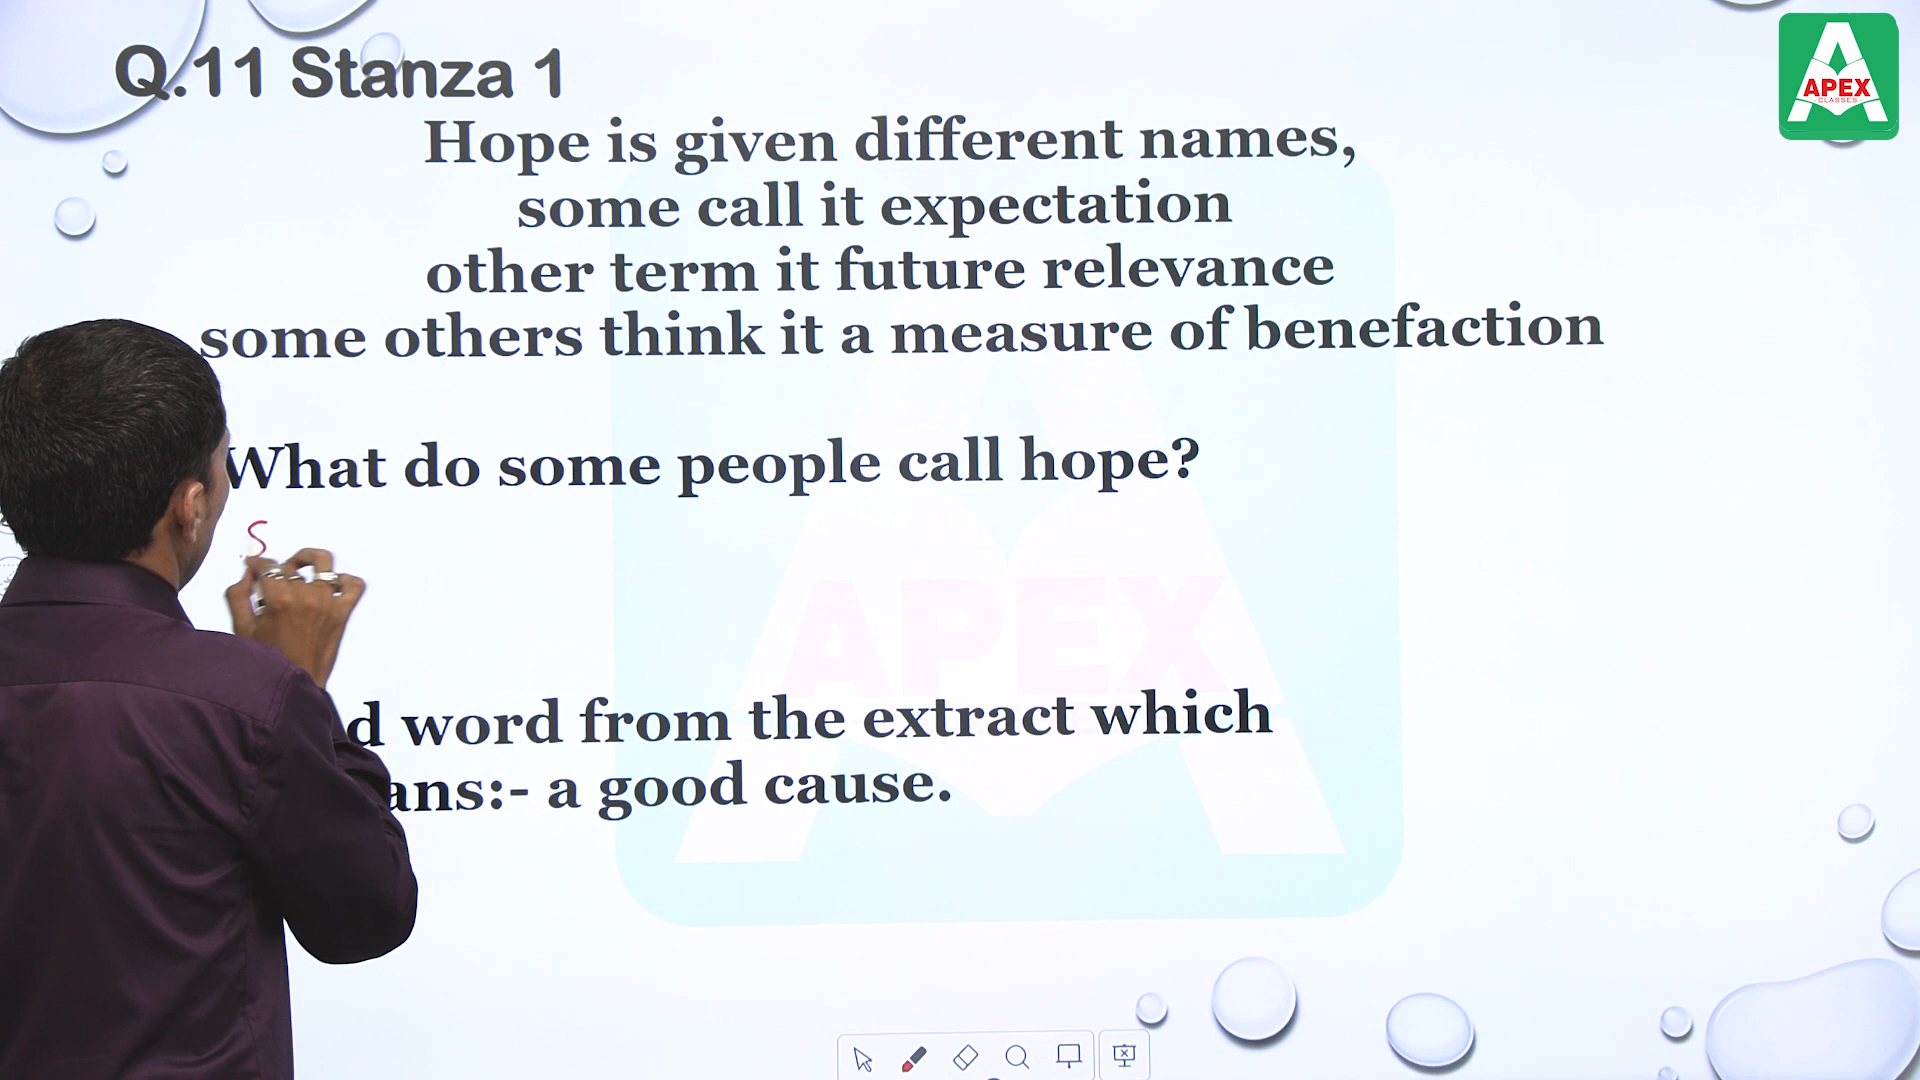 Q.11 Stanza 1
APEX
CLASSES
Hope is given different names,
some call it expectation
other term it future relevance
some others think it a measure of benefaction
What do some people call hope?
S
APEX
word from the extract which
a good cause.